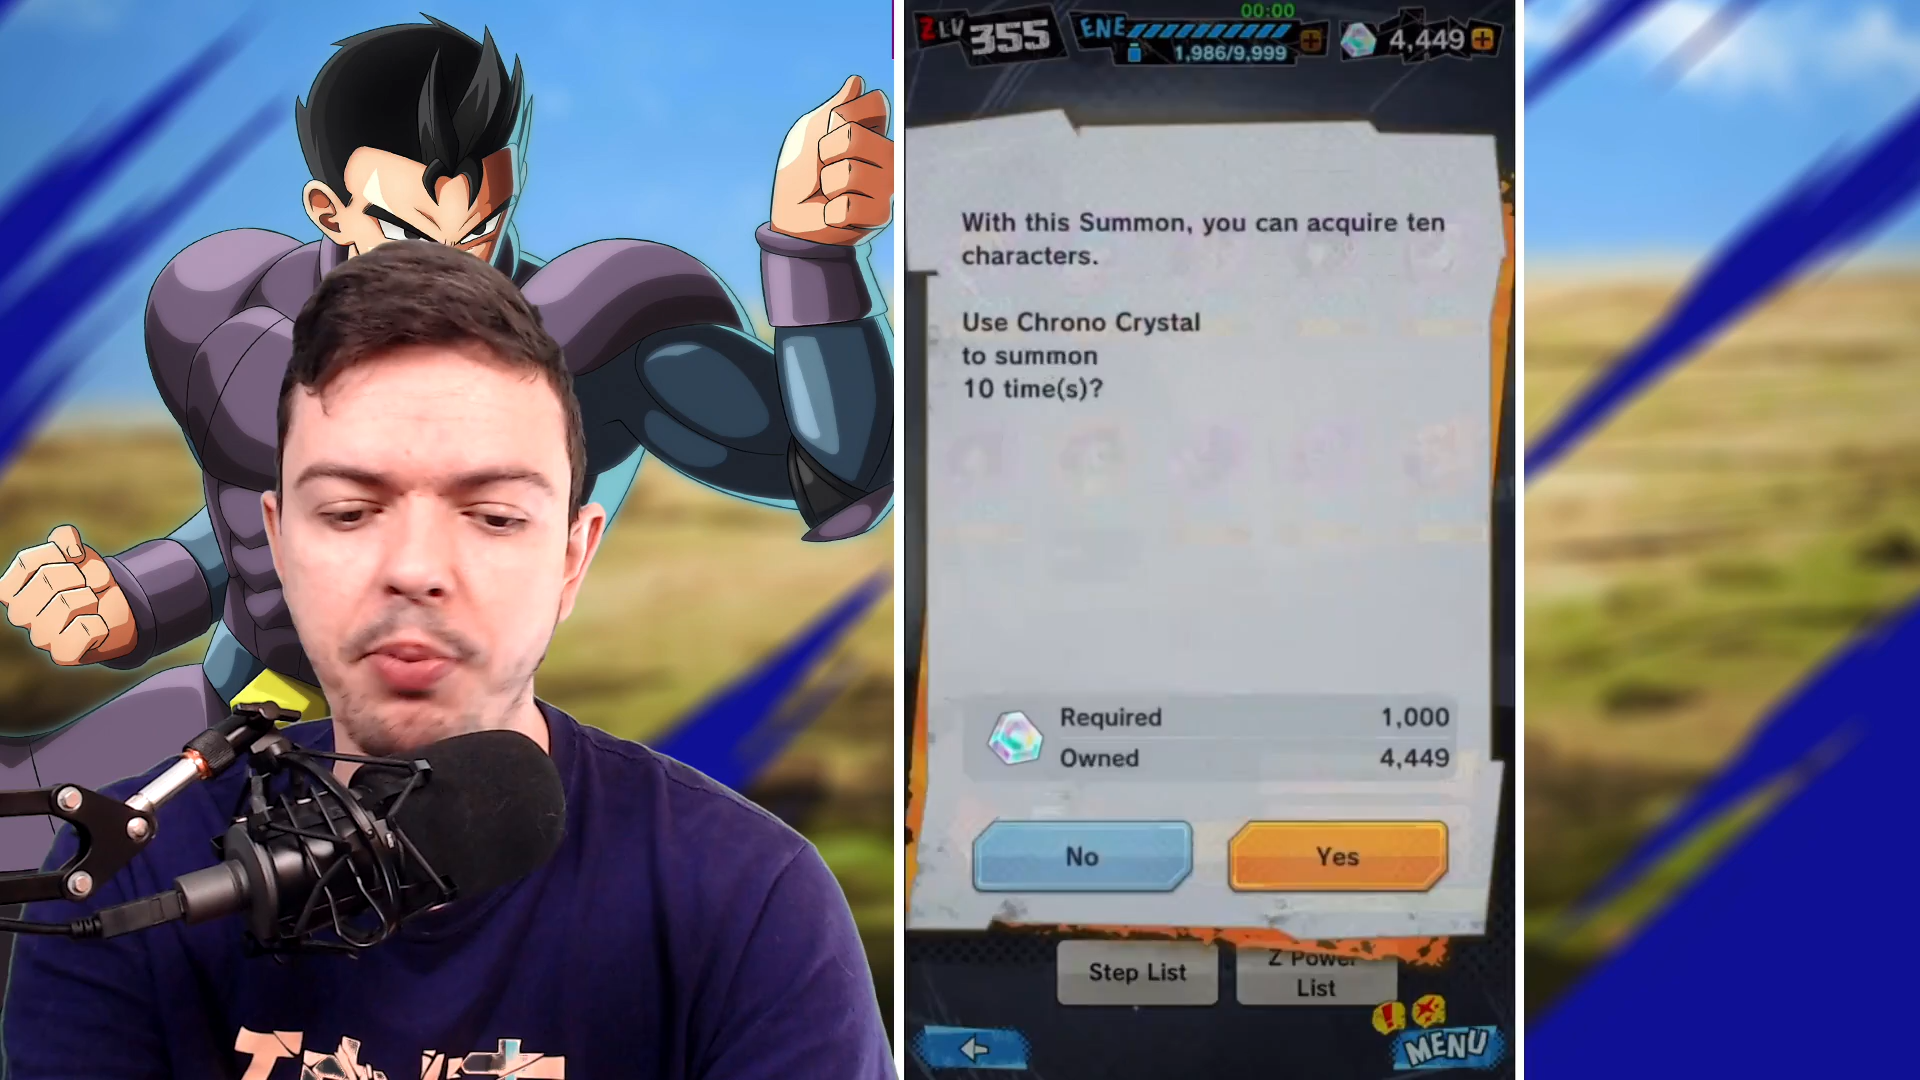 Z LV 355
ENE
00:00
1,986/9,999
4,449
With this Summon, you can acquire ten
characters.
Use Chrono Crystal
to summon
10 time(s)?
Required 1,000
Owned 4,449
No
Yes
Step List
Z Power
List
MENU